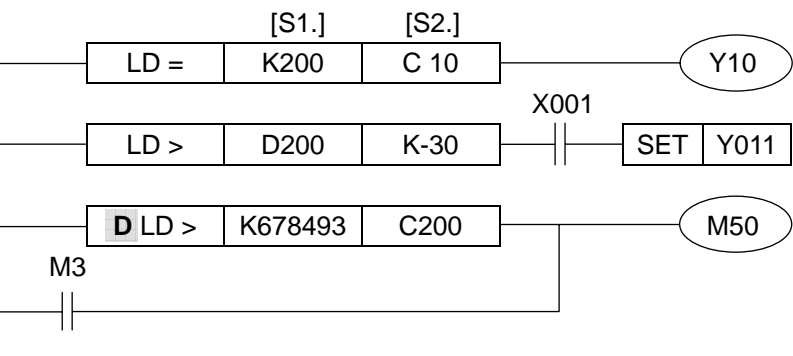 [S1.] [S2.]
LD = K200 C 10 Y10
X001
LD > D200 K-30 SET Y011
D LD > K678493 C200 M50
M3